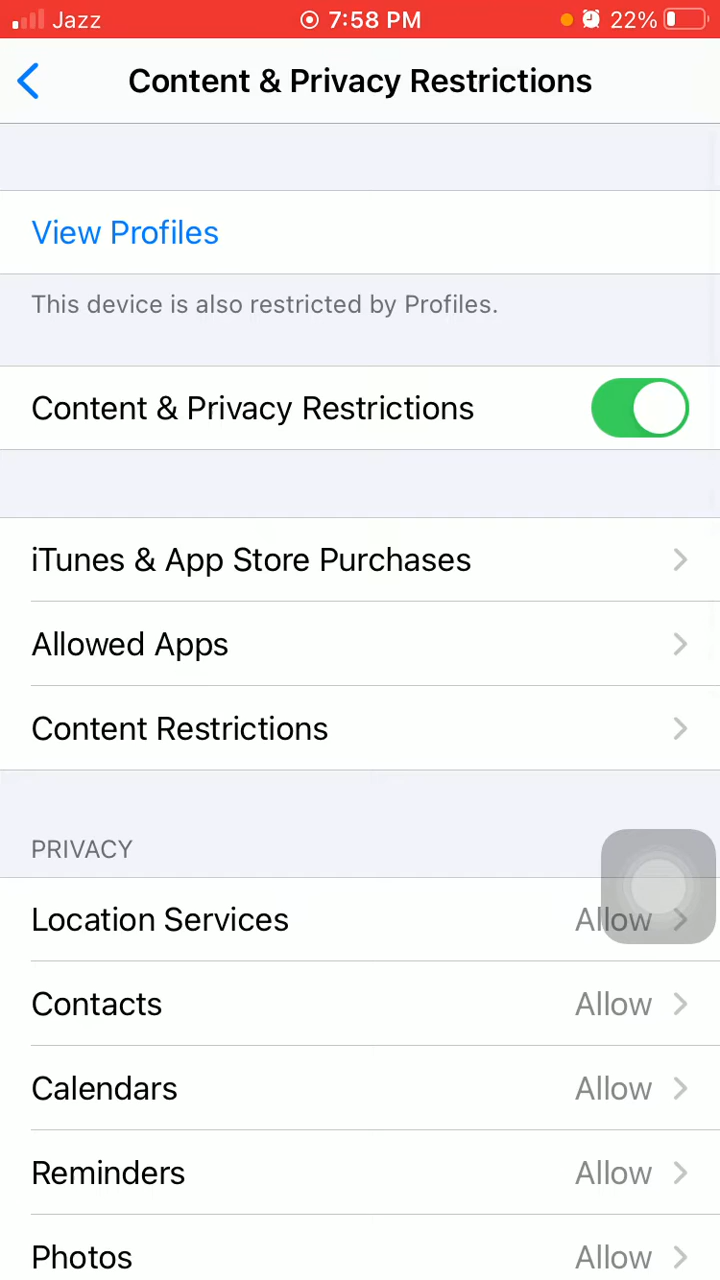 Jazz 7:58 PM 22%
Content & Privacy Restrictions
View Profiles
This device is also restricted by Profiles.
Content & Privacy Restrictions
iTunes & App Store Purchases
Allowed Apps
Content Restrictions
PRIVACY
Location Services Allow
Contacts Allow
Calendars Allow
Reminders Allow
Photos Allow